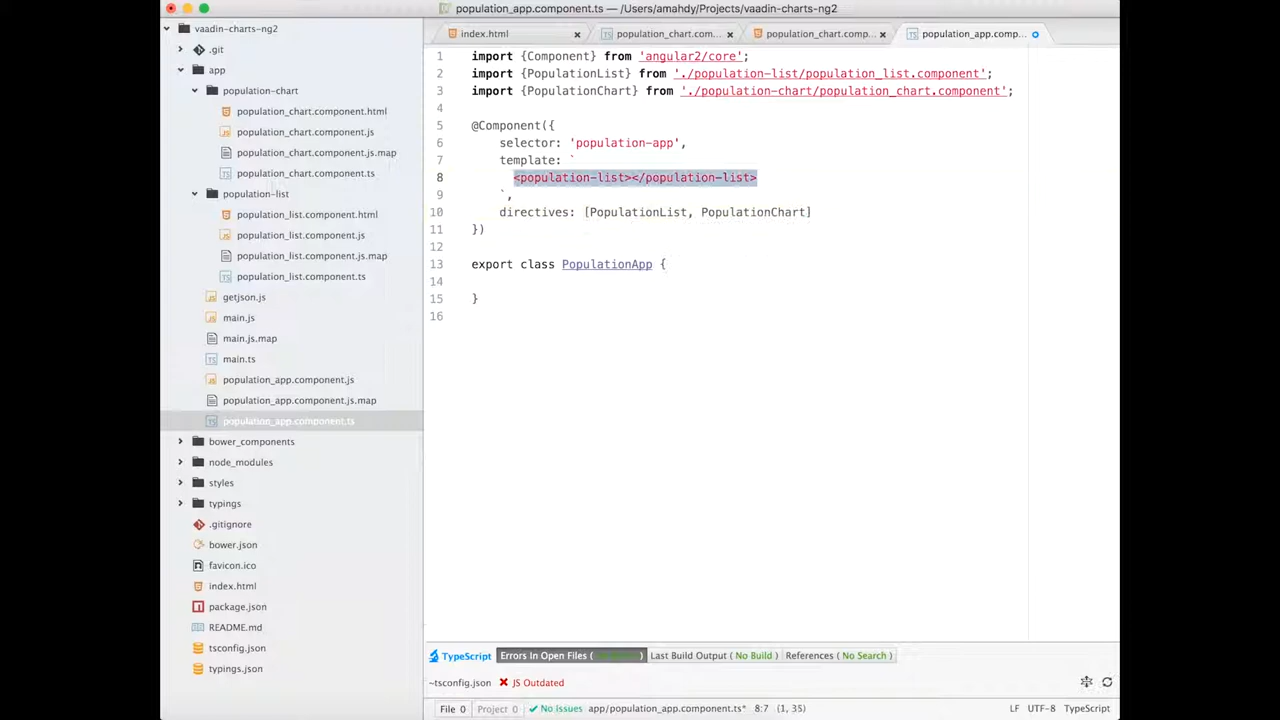 population_app.component.ts — /Users/amahdy/Projects/vaadin-charts-ng2
vaadin-charts-ng2
.git
app
population-chart
population_chart.component.html
population_chart.component.js
population_chart.component.js.map
population_chart.component.ts
population-list
population_list.component.html
population_list.component.js
population_list.component.js.map
population_list.component.ts
getjson.js
main.js
main.js.map
main.ts
population_app.component.js
population_app.component.js.map
population_app.component.ts
bower_components
node_modules
styles
typings
.gitignore
bower.json
favicon.ico
index.html
package.json
README.md
tsconfig.json
typings.json
index.html
population_chart.com...
population_chart.comp...
population_app.comp...
1 import {Component} from 'angular2/core';
2 import {PopulationList} from './population-list/population_list.component';
3 import {PopulationChart} from './population-chart/population_chart.component';
4
5 @Component({
6 selector: 'population-app',
7 template: `
8 <population-list></population-list>
9 `,
10 directives: [PopulationList, PopulationChart]
11 })
12
13 export class PopulationApp {
14
15 }
16
TypeScript Errors In Open Files ( ) Last Build Output ( No Build ) References ( No Search )
~tsconfig.json JS Outdated
File 0 Project 0 No Issues app/population_app.component.ts* 8:7 (1, 35) LF UTF-8 TypeScript